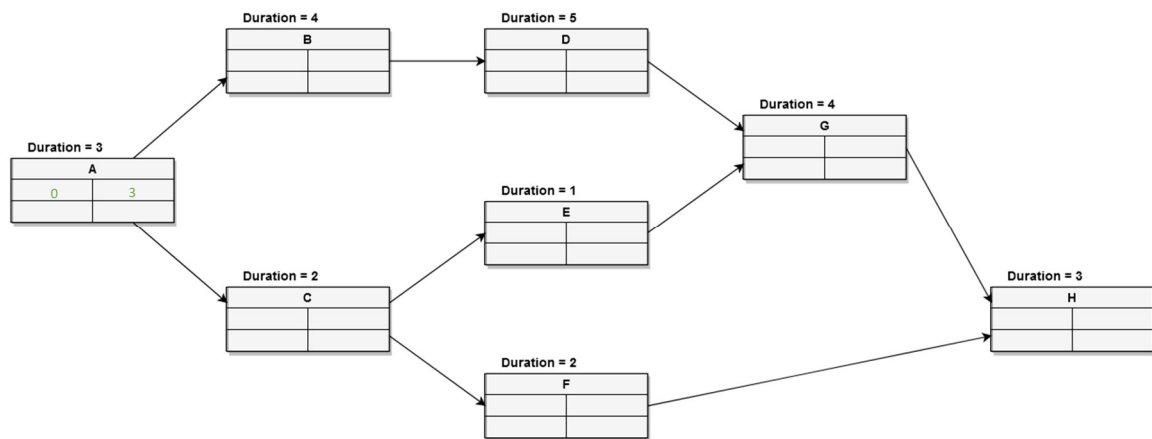 Duration = 4
B
Duration = 5
D
Duration = 4
G
Duration = 3
A
0 3
Duration = 1
E
Duration = 2
C
Duration = 3
H
Duration = 2
F